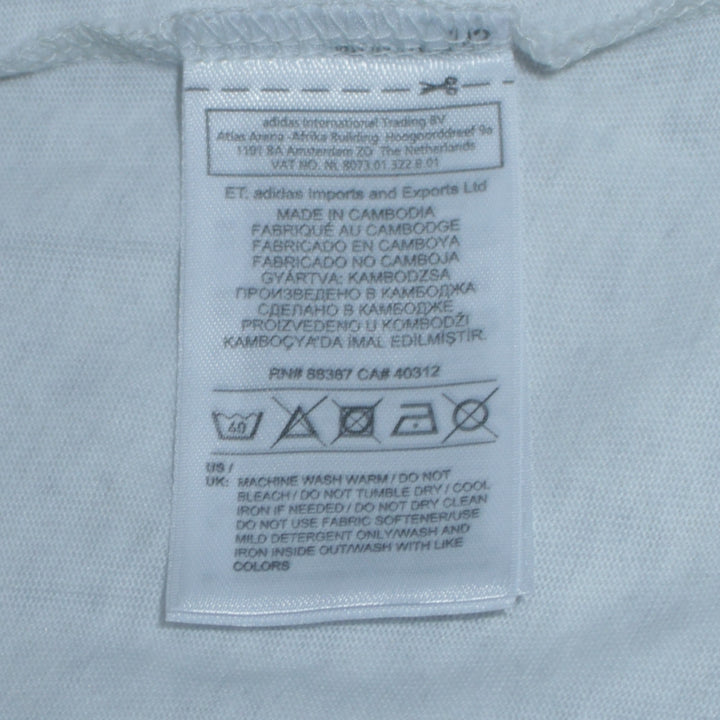 adidas International Trading BV
Atlas Arena -Afrika Building Hoogoorddreef 9a
1101 BA Amsterdam ZO The Netherlands
VAT NO. NL 8073 01 322 B 01
ET: adidas Imports and Exports Ltd
MADE IN CAMBODIA
FABRIQUÉ AU CAMBODGE
FABRICADO EN CAMBOYA
FABRICADO NO CAMBOJA
GYÁRTVA: KAMBODZSA
ПРОИЗВЕДЕНО В КАМБОДЖА
СДЕЛАНО В КАМБОДЖЕ
PROIZVEDENO U KOMBODŽI
KAMBOÇYA'DA İMAL EDİLMİŞTİR.
RN# 88387 CA# 40312
40
US /
UK: MACHINE WASH WARM / DO NOT
BLEACH / DO NOT TUMBLE DRY / COOL
IRON IF NEEDED / DO NOT DRY CLEAN
DO NOT USE FABRIC SOFTENER/USE
MILD DETERGENT ONLY/WASH AND
IRON INSIDE OUT/WASH WITH LIKE
COLORS